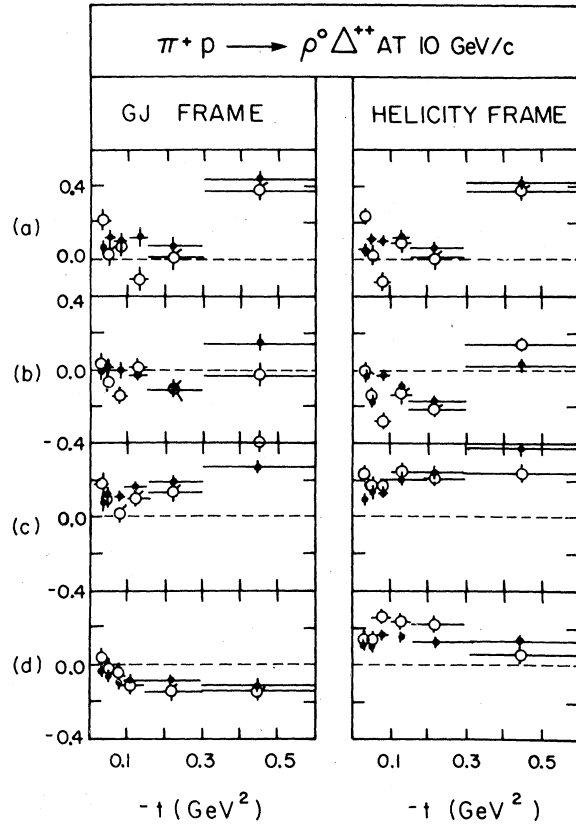 π+ p → ρ° Δ++ AT 10 GeV/c
GJ FRAME
HELICITY FRAME
(a)
0.4
0.0
(b)
0.4
0.0
-0.4
(c)
0.0
-0.4
(d)
0.0
-0.4
0.1
0.3
0.5
0.1
0.3
0.5
-t (GeV²)
-t (GeV²)